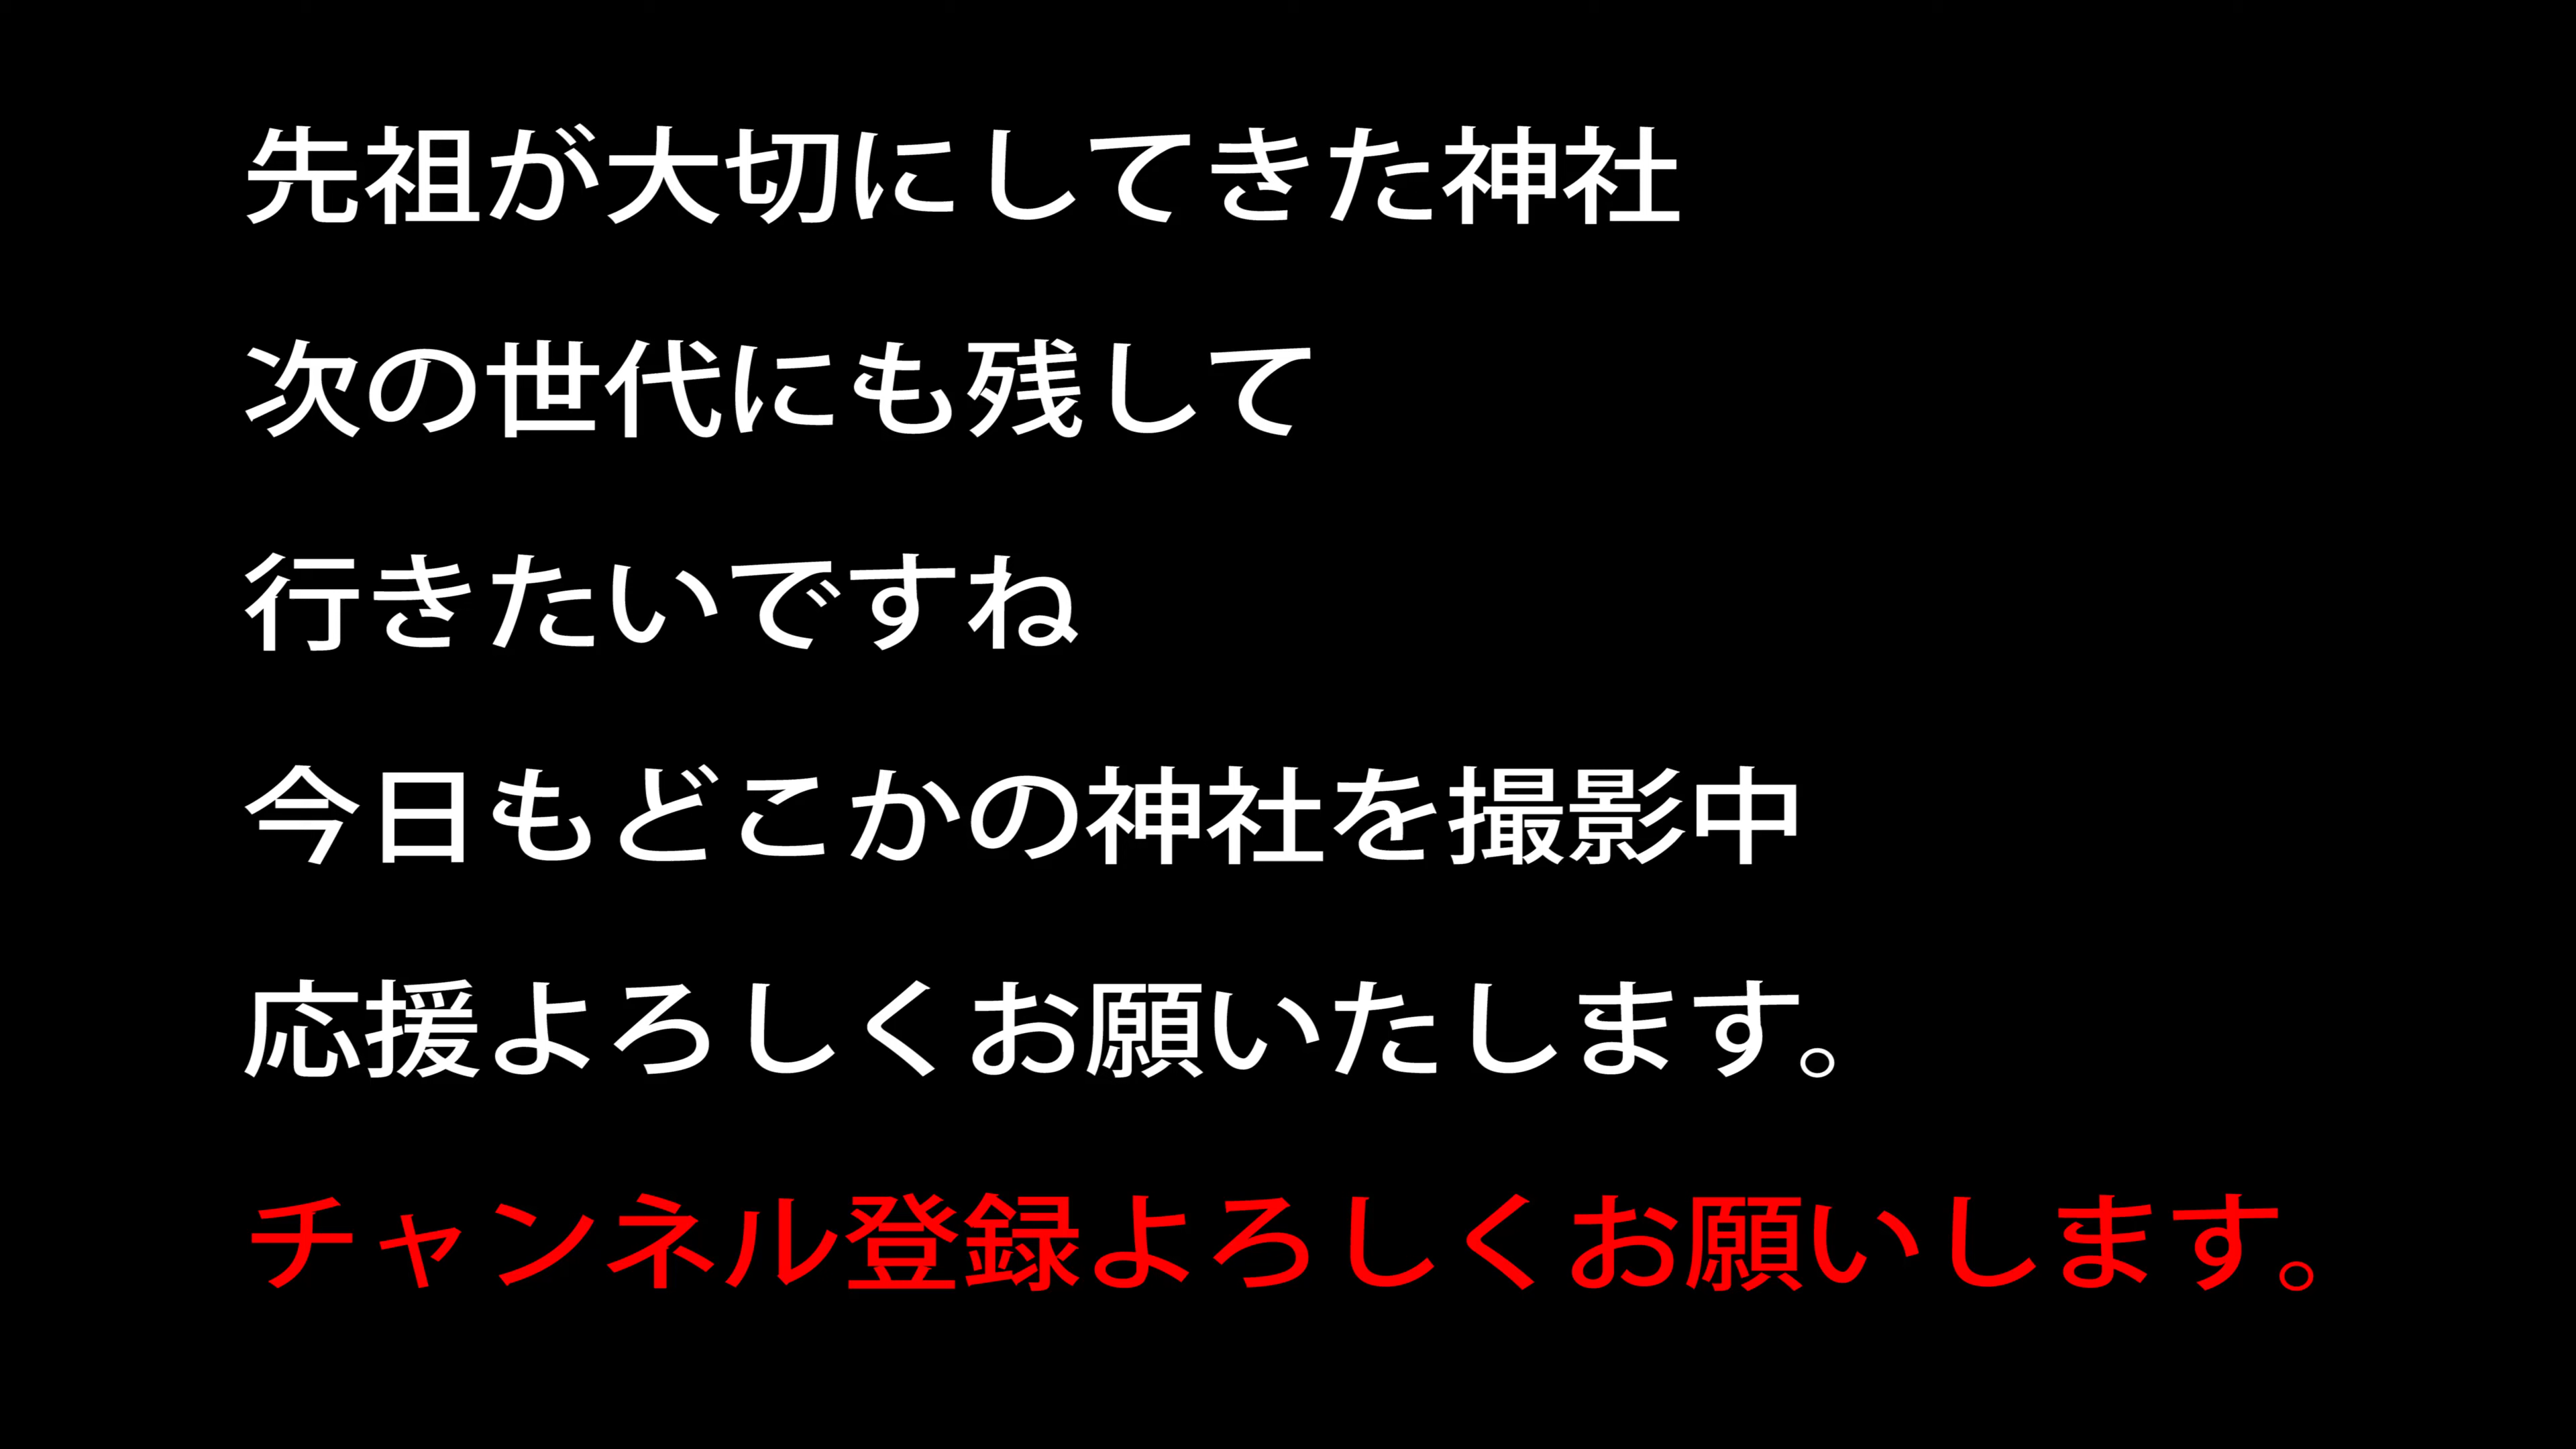 先祖が大切にしてきた神社
次の世代にも残して
行きたいですね
今日もどこかの神社を撮影中
応援よろしくお願いたします。
チャンネル登録よろしくお願いします。